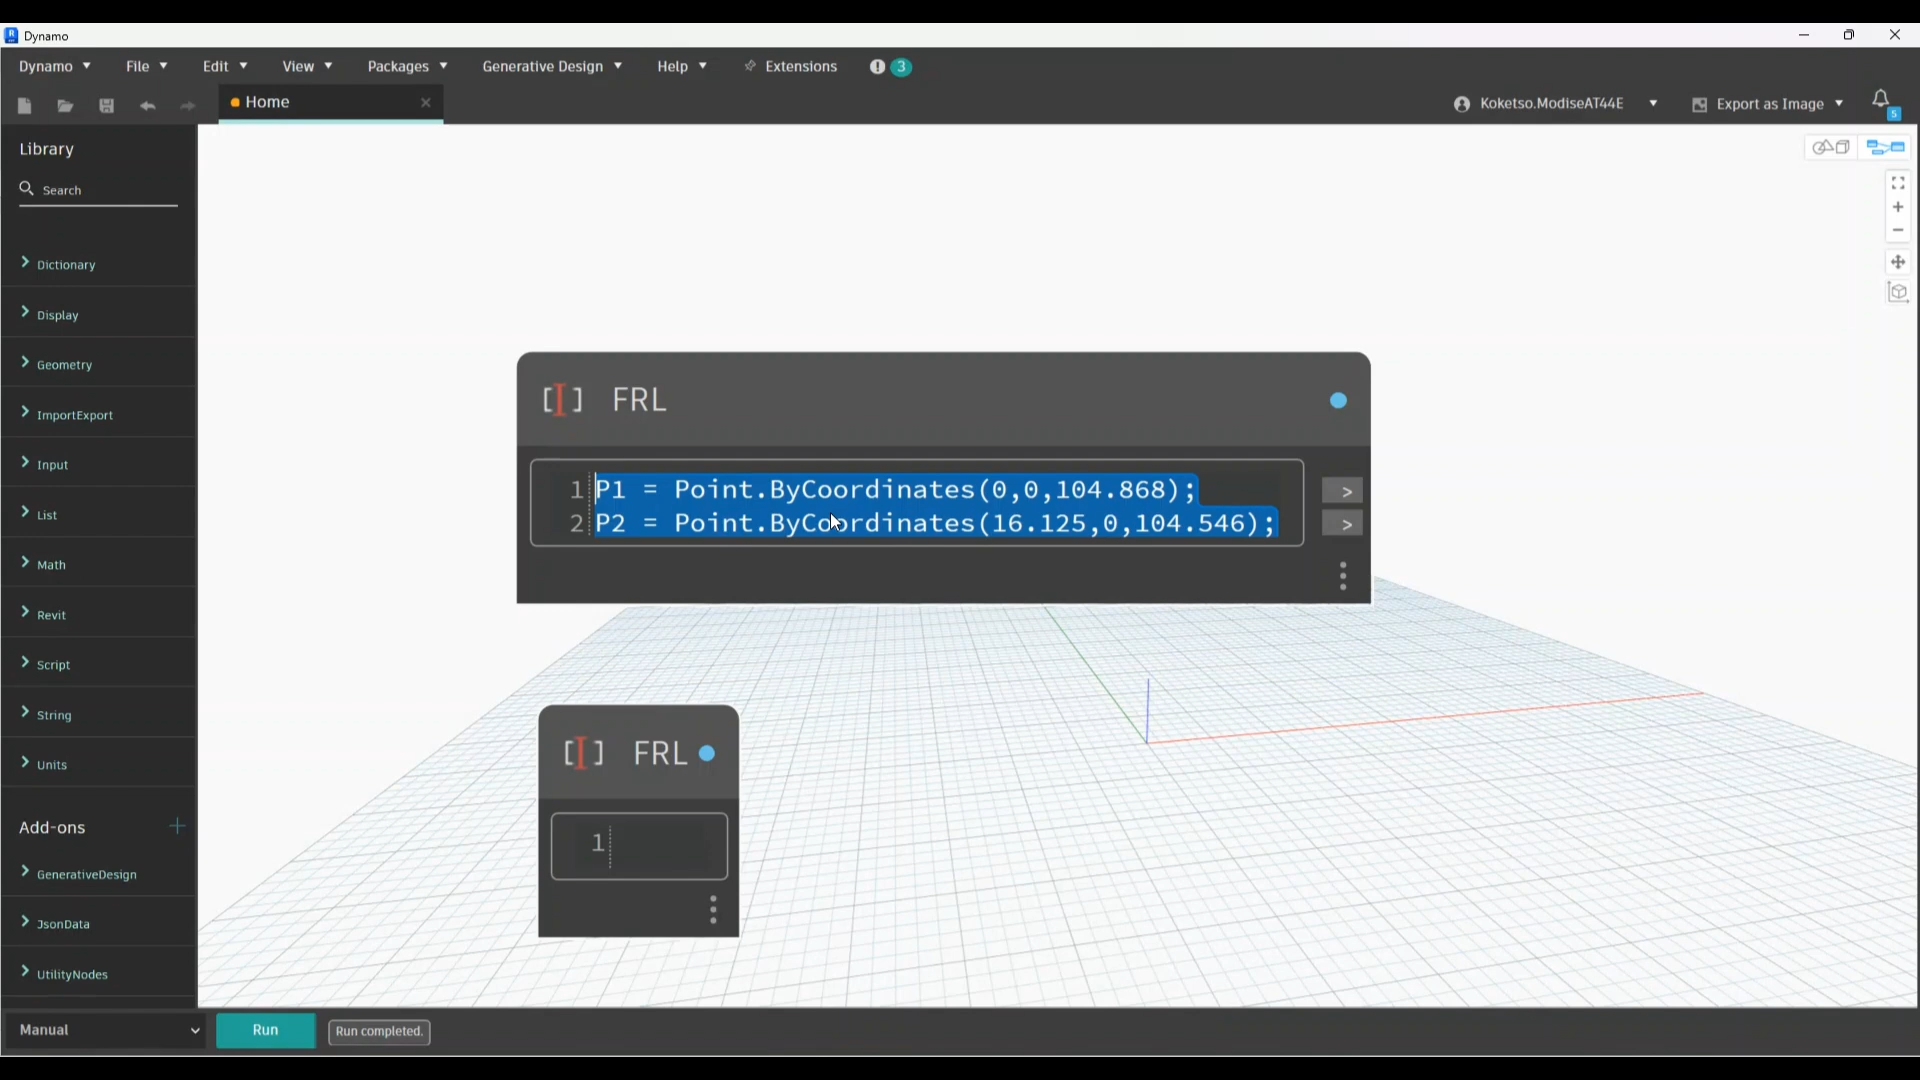 Dynamo
Dynamo File Edit View Packages Generative Design Help Extensions 3
Home
Koketso.ModiseAT44E
Export as Image
5
Library
Search
Dictionary
Display
Geometry
ImportExport
Input
List
Math
Revit
Script
String
Units
Add-ons
GenerativeDesign
JsonData
UtilityNodes
FRL
1 P1 = Point.ByCoordinates(0,0,104.868); >
2 P2 = Point.ByCoordinates(16.125,0,104.546); >
FRL
1
Manual
Run
Run completed.